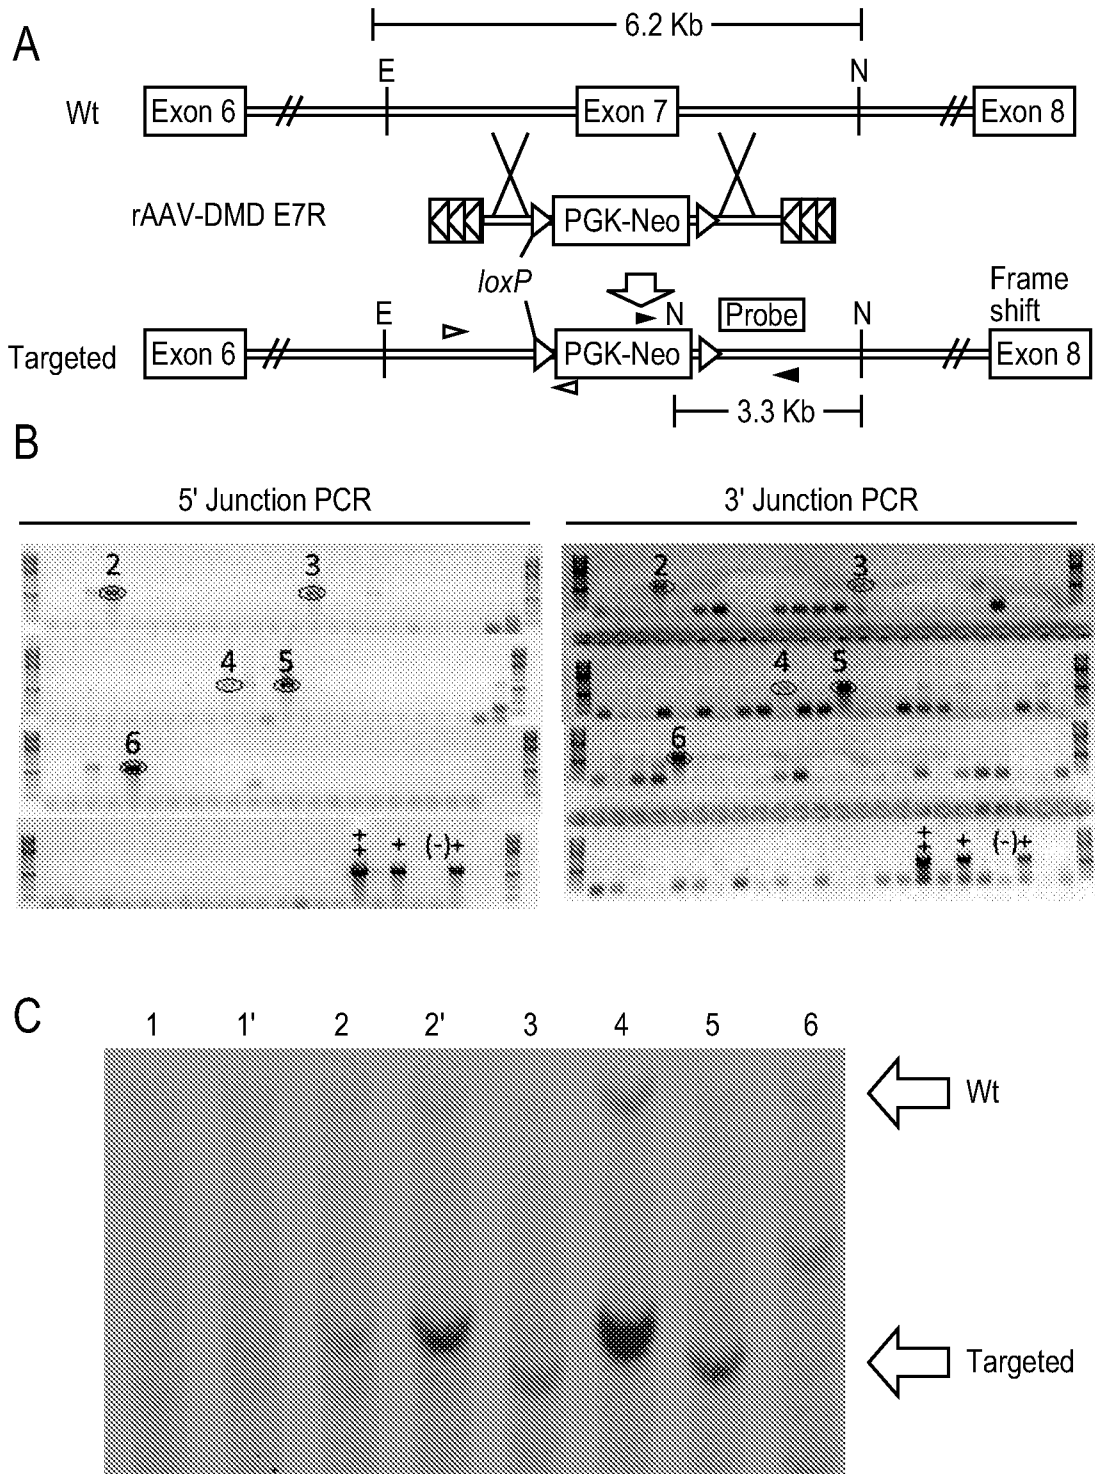 A
6.2 Kb
E
N
Wt
Exon 6
Exon 7
Exon 8
rAAV-DMD E7R
PGK-Neo
loxP
Frame
shift
E
N
Probe
N
Targeted
Exon 6
PGK-Neo
Exon 8
3.3 Kb
B
5' Junction PCR
3' Junction PCR
2
3
2
3
4
5
4
5
6
6
++
+
(-)+
++
+
(-)+
C
1
1'
2
2'
3
4
5
6
Wt
Targeted